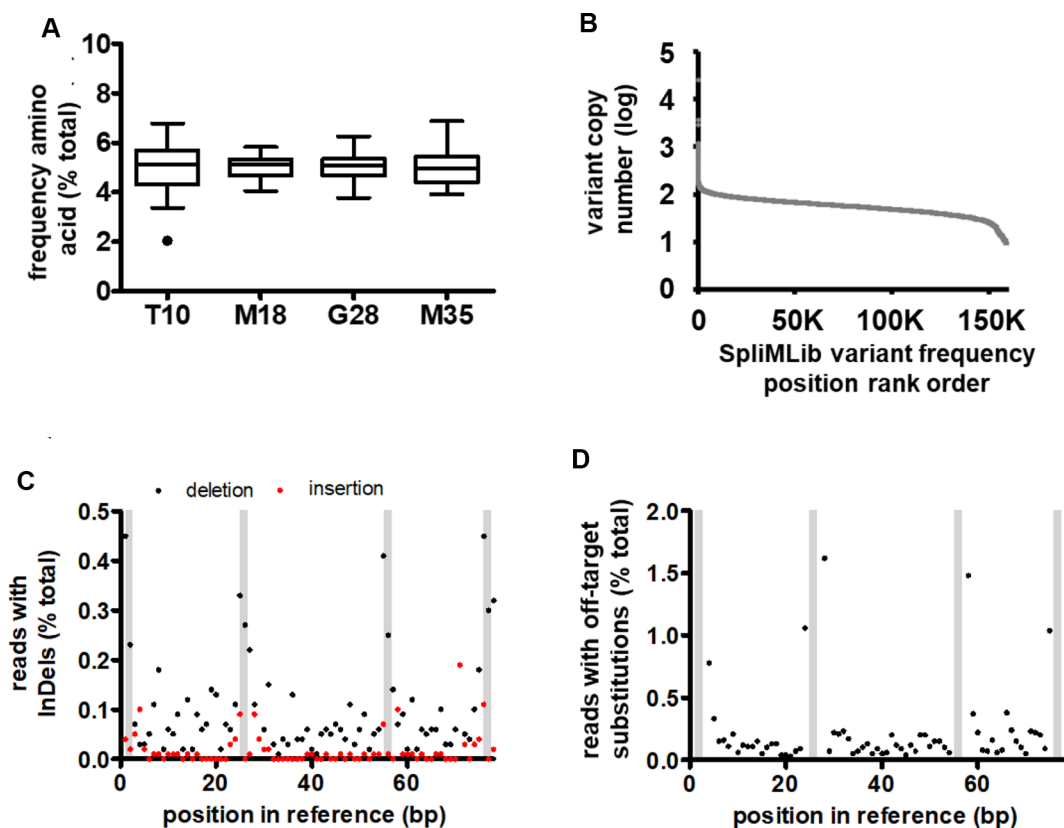 A
frequency amino
acid (% total)
10
8
6
4
2
0
T10
M18
G28
M35
B
variant copy
number (log)
5
4
3
2
1
0
0
50K
100K
150K
SpliMLib variant frequency
position rank order
C
deletion
insertion
reads with
InDels (% total)
0.5
0.4
0.3
0.2
0.1
0.0
0
20
40
60
position in reference (bp)
D
reads with off-target
substitutions (% total)
2.0
1.5
1.0
0.5
0.0
0
20
40
60
position in reference (bp)